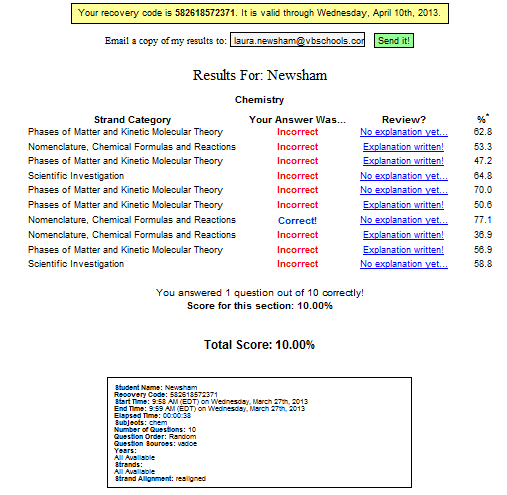 Your recovery code is 582618572371. It is valid through Wednesday, April 10th, 2013.
Email a copy of my results to: laura.newsham@vbschools.cor Send it!
Results For: Newsham
Chemistry
Strand Category Your Answer Was... Review? %*
Phases of Matter and Kinetic Molecular Theory Incorrect No explanation yet... 62.8
Nomenclature, Chemical Formulas and Reactions Incorrect Explanation written! 53.3
Phases of Matter and Kinetic Molecular Theory Incorrect Explanation written! 47.2
Scientific Investigation Incorrect No explanation yet... 64.8
Phases of Matter and Kinetic Molecular Theory Incorrect No explanation yet... 70.0
Phases of Matter and Kinetic Molecular Theory Incorrect Explanation written! 50.6
Nomenclature, Chemical Formulas and Reactions Correct! No explanation yet... 77.1
Nomenclature, Chemical Formulas and Reactions Incorrect Explanation written! 36.9
Phases of Matter and Kinetic Molecular Theory Incorrect Explanation written! 56.9
Scientific Investigation Incorrect No explanation yet... 58.8
You answered 1 question out of 10 correctly!
Score for this section: 10.00%
Total Score: 10.00%
Student Name: Newsham
Recovery Code: 582618572371
Start Time: 9:58 AM (EDT) on Wednesday, March 27th, 2013
End Time: 9:59 AM (EDT) on Wednesday, March 27th, 2013
Elapsed Time: 00:00:38
Subjects: chem
Number of Questions: 10
Question Order: Random
Question Sources: vadoe
Years:
All Available
Strands:
All Available
Strand Alignment: realigned